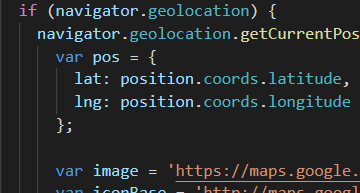 if (navigator.geolocation) {
navigator.geolocation.getCurrentPos
var pos = {
lat: position.coords.latitude,
lng: position.coords.longitude
};
var image = 'https://maps.google.
var iconBase = 'http://maps.google.